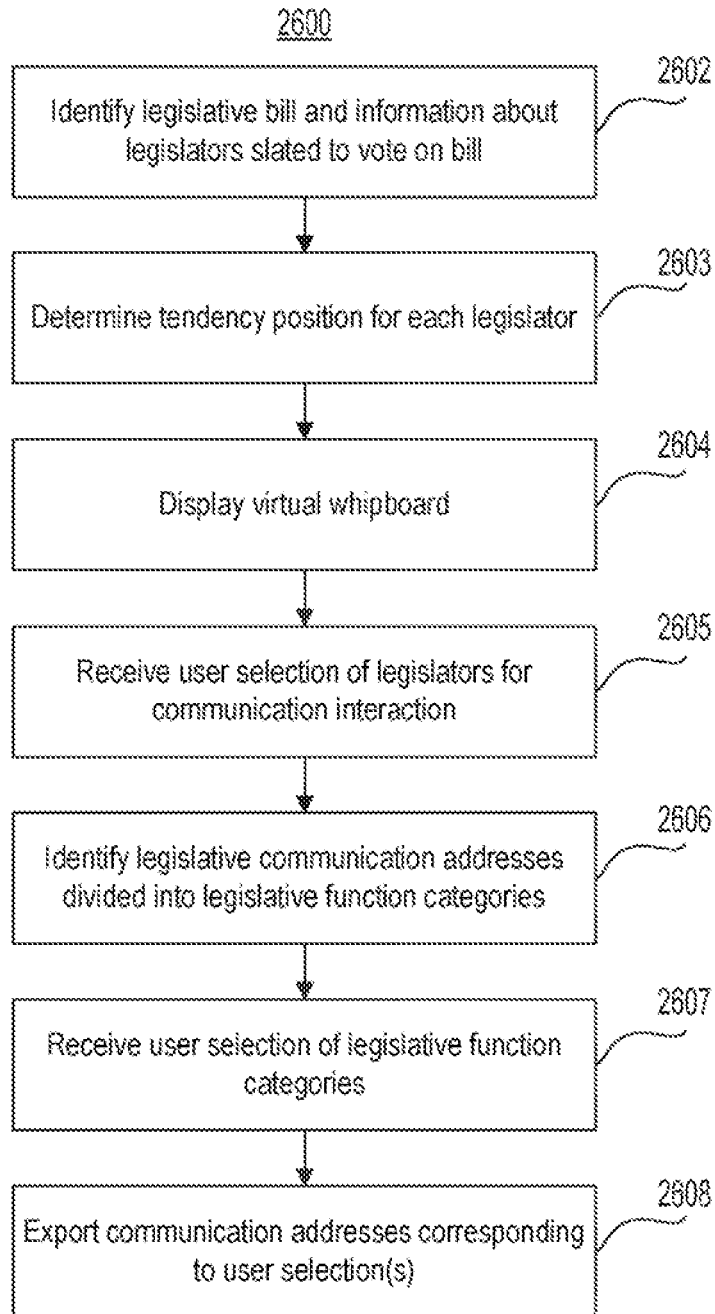 2600
2602
Identify legislative bill and information about
legislators slated to vote on bill
2603
Determine tendency position for each legislator
2604
Display virtual whipboard
2605
Receive user selection of legislators for
communication interaction
2606
Identify legislative communication addresses
divided into legislative function categories
2607
Receive user selection of legislative function
categories
2608
Export communication addresses corresponding
to user selection(s)